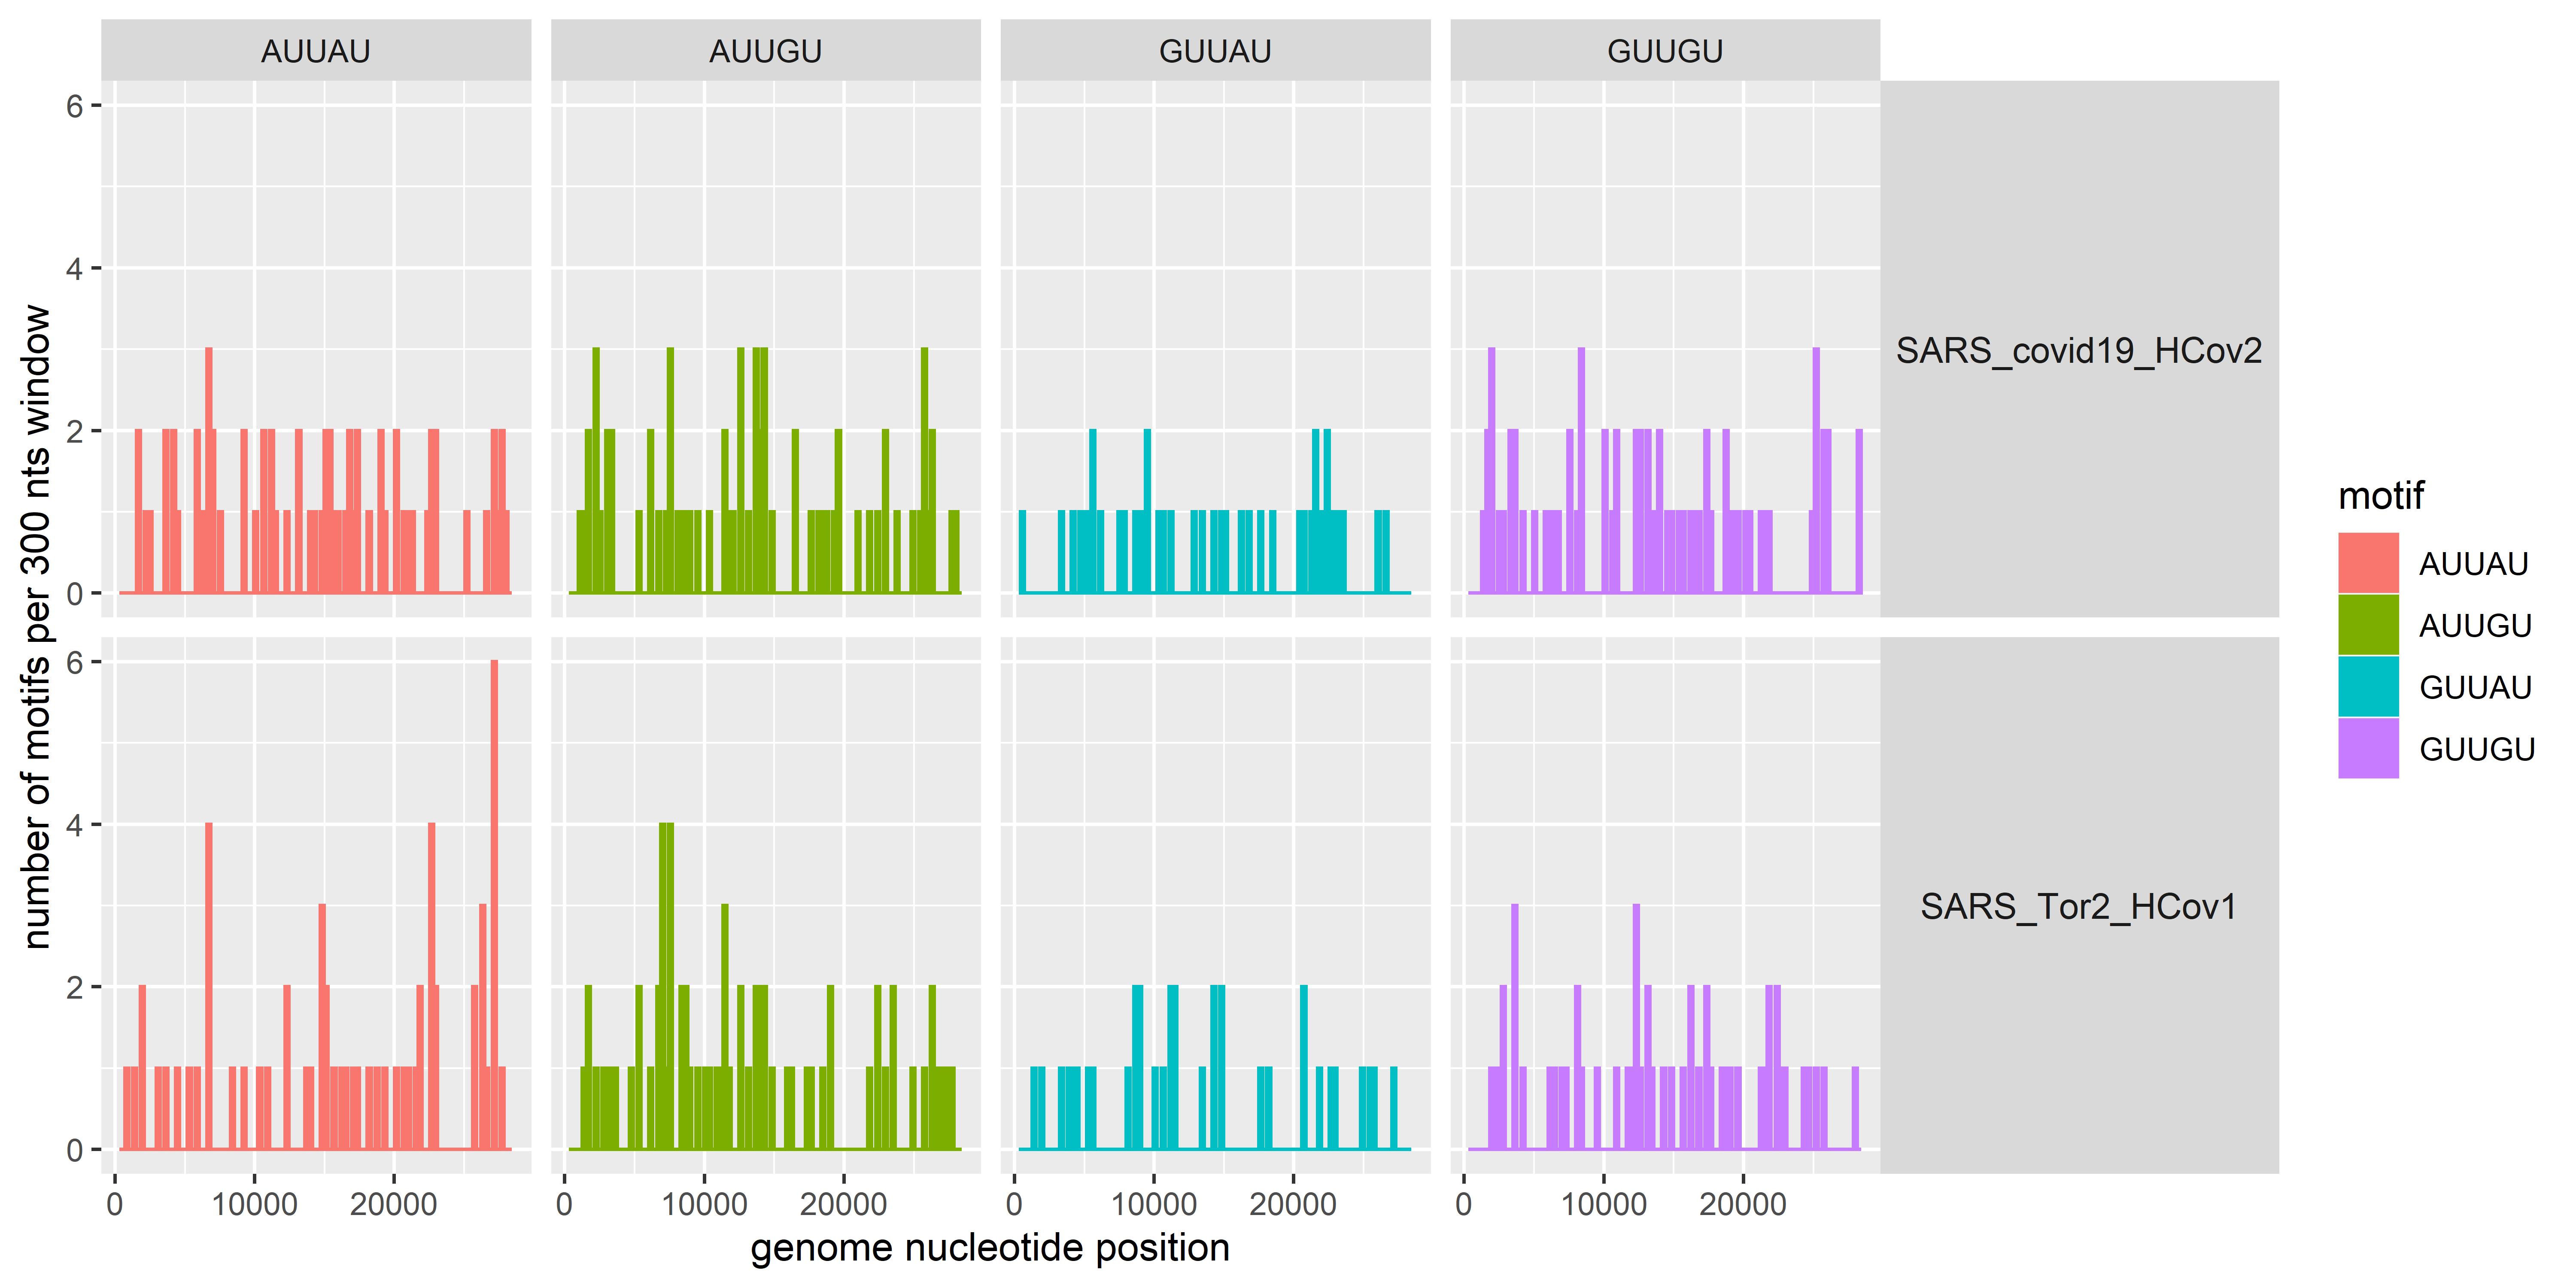 AUUAU
AUUGU
GUUAU
GUUGU
number of motifs per 300 nts window
6
4
2
0
SARS_covid19_HCov2
6
4
2
0
SARS_Tor2_HCov1
0 10000 20000
0 10000 20000
0 10000 20000
0 10000 20000
genome nucleotide position
motif
AUUAU
AUUGU
GUUAU
GUUGU